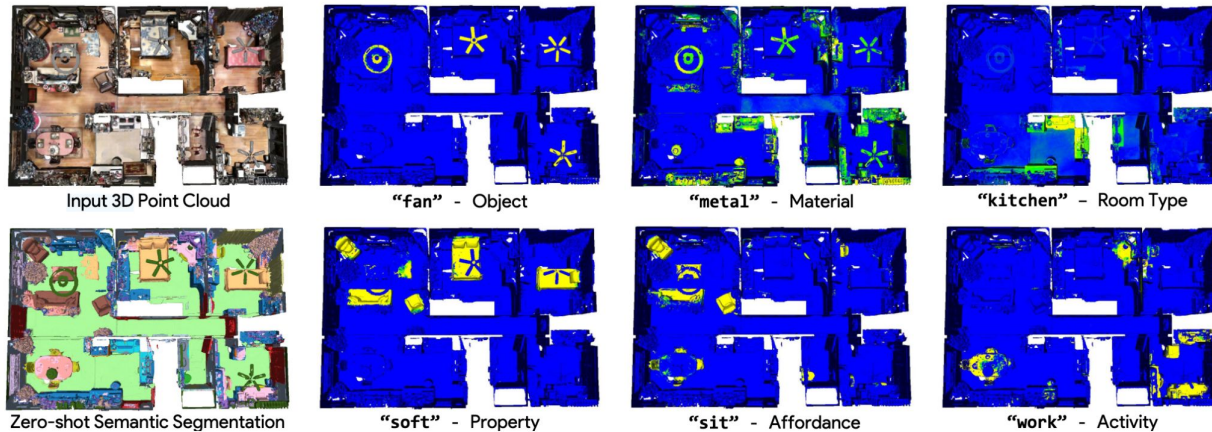 Input 3D Point Cloud
“fan” - Object
“metal” - Material
“kitchen” – Room Type
Zero-shot Semantic Segmentation
“soft” - Property
“sit” - Affordance
“work” - Activity